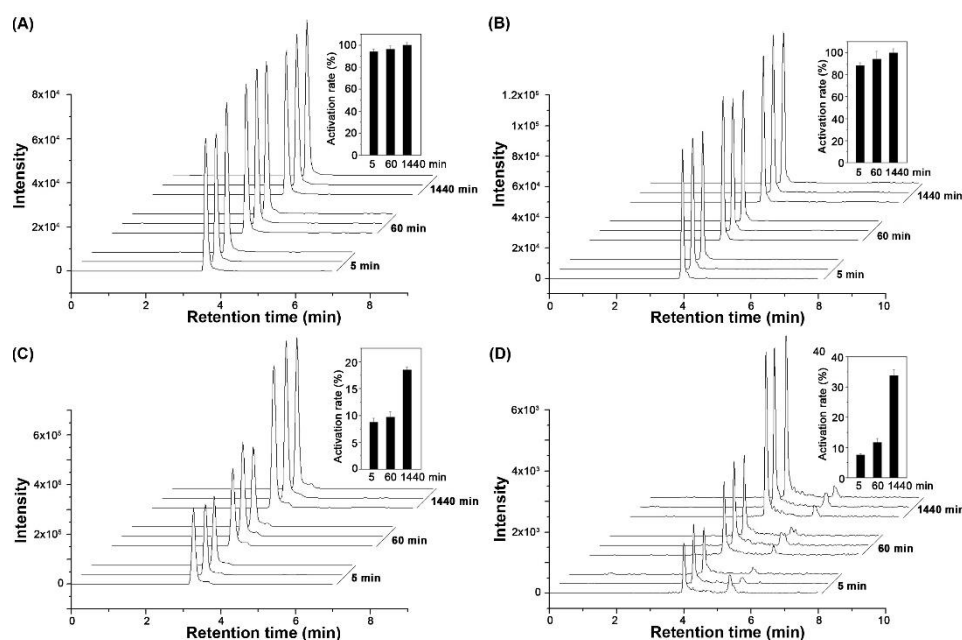 (A)
Activation rate (%)
100
80
60
40
20
0
5 60 1440 min
Intensity
8x10⁴
6x10⁴
4x10⁴
2x10⁴
0
1440 min
60 min
5 min
0 2 4 6 8
Retention time (min)
(B)
Activation rate (%)
100
80
60
40
20
0
5 60 1440 min
Intensity
1.2x10⁵
1.0x10⁵
8x10⁴
6x10⁴
4x10⁴
2x10⁴
0
1440 min
60 min
5 min
0 2 4 6 8 10
Retention time (min)
(C)
Activation rate (%)
20
15
10
5
0
5 60 1440 min
Intensity
6x10⁵
4x10⁵
2x10⁵
0
1440 min
60 min
5 min
0 2 4 6 8
Retention time (min)
(D)
40
Activation rate (%)
40
30
20
10
0
5 60 1440 min
Intensity
6x10³
4x10³
2x10³
0
1440 min
60 min
5 min
0 2 4 6 8 10
Retention time (min)